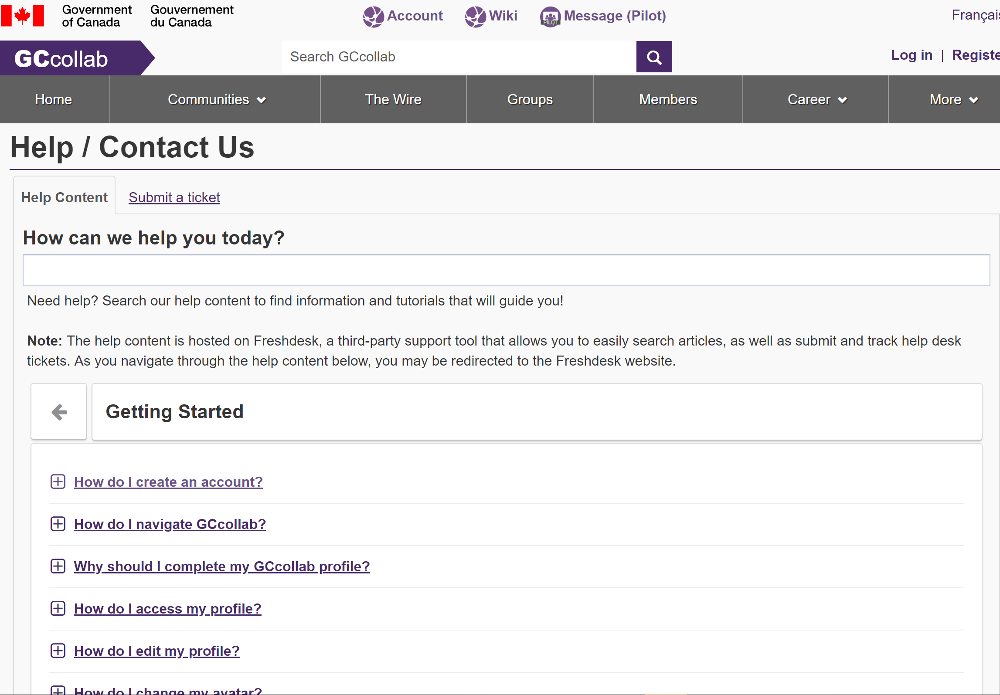 Government of Canada
Gouvernement du Canada
Account
Wiki
PILOT
Message (Pilot)
GCcollab
Search GCcollab
Log in | 
Home
Communities
The Wire
Groups
Members
Career
More
Help / Contact Us
Help Content
Submit a ticket
How can we help you today?
Need help? Search our help content to find information and tutorials that will guide you!
Note: The help content is hosted on Freshdesk, a third-party support tool that allows you to easily search articles, as well as submit and track help desk
tickets. As you navigate through the help content below, you may be redirected to the Freshdesk website.
Getting Started
How do I create an account?
How do I navigate GCcollab?
Why should I complete my GCcollab profile?
How do I access my profile?
How do I edit my profile?
How do I change my avatar?